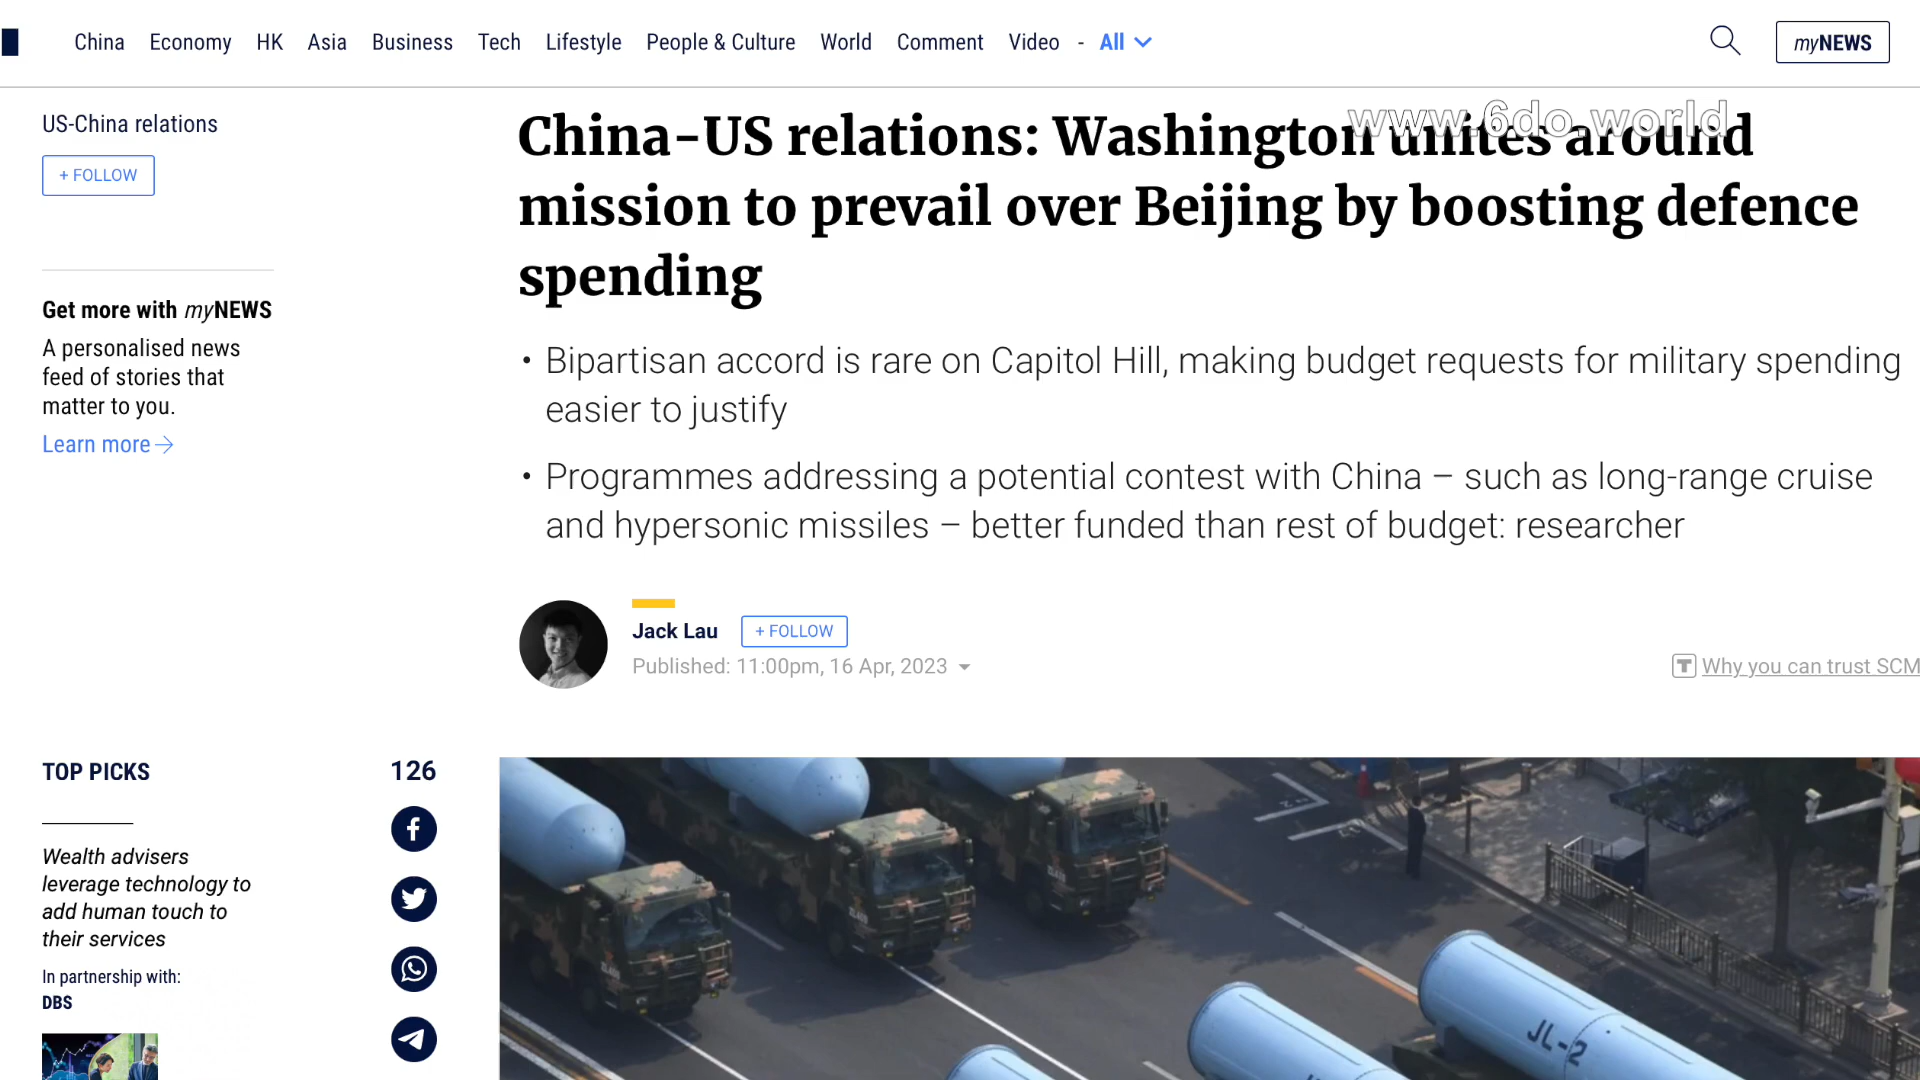 China Economy HK Asia Business Tech Lifestyle People & Culture World Comment Video - All
myNEWS
US-China relations
+ FOLLOW
Get more with myNEWS
A personalised news
feed of stories that
matter to you.
Learn more
www.6do.world
China-US relations: Washington unites around
mission to prevail over Beijing by boosting defence
spending
• Bipartisan accord is rare on Capitol Hill, making budget requests for military spending
easier to justify
• Programmes addressing a potential contest with China – such as long-range cruise
and hypersonic missiles – better funded than rest of budget: researcher
Jack Lau
+ FOLLOW
Published: 11:00pm, 16 Apr, 2023
Why you can trust SCM
TOP PICKS
126
Wealth advisers
leverage technology to
add human touch to
their services
In partnership with:
DBS
JL-2